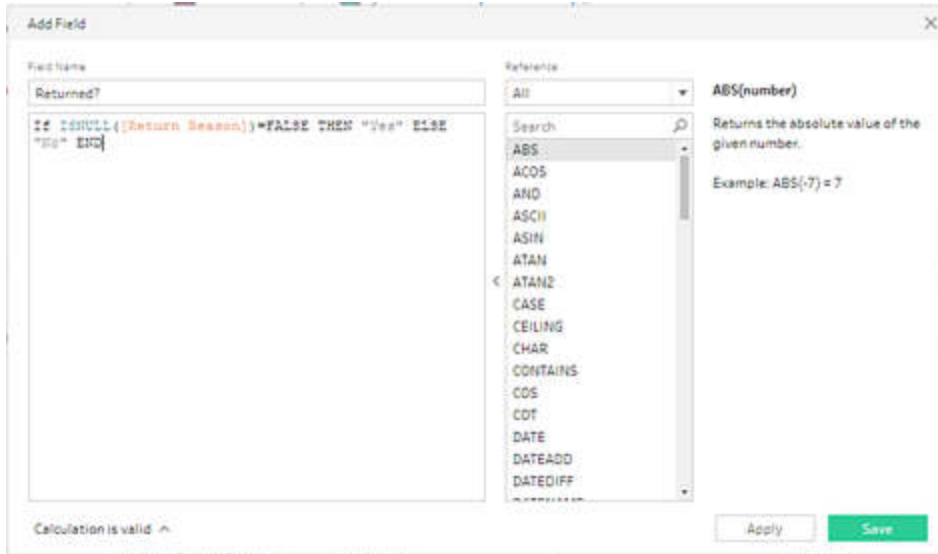 Add Field
Field Name
Returned?
If ISNULL([Return Reason])=FALSE THEN "Yes" ELSE
"No" END
Calculation is valid
Reference
All
Search
ABS
ACOS
AND
ASCII
ASIN
ATAN
ATAN2
CASE
CEILING
CHAR
CONTAINS
COS
COT
DATE
DATEADD
DATEDIFF
ABS(number)
Returns the absolute value of the
given number.
Example: ABS(-7) = 7
Apply
Save